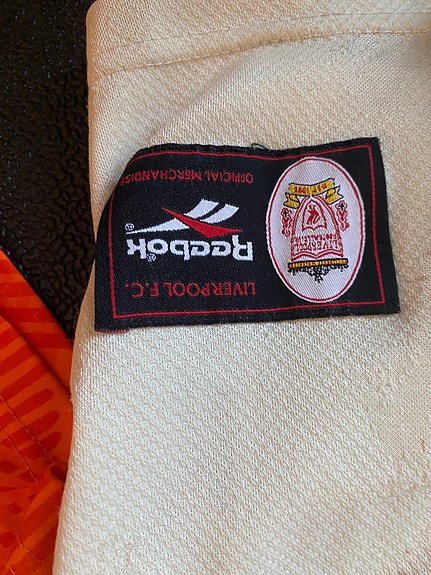 LIVERPOOL F.C.
Reebok®
OFFICIAL MERCHANDISE